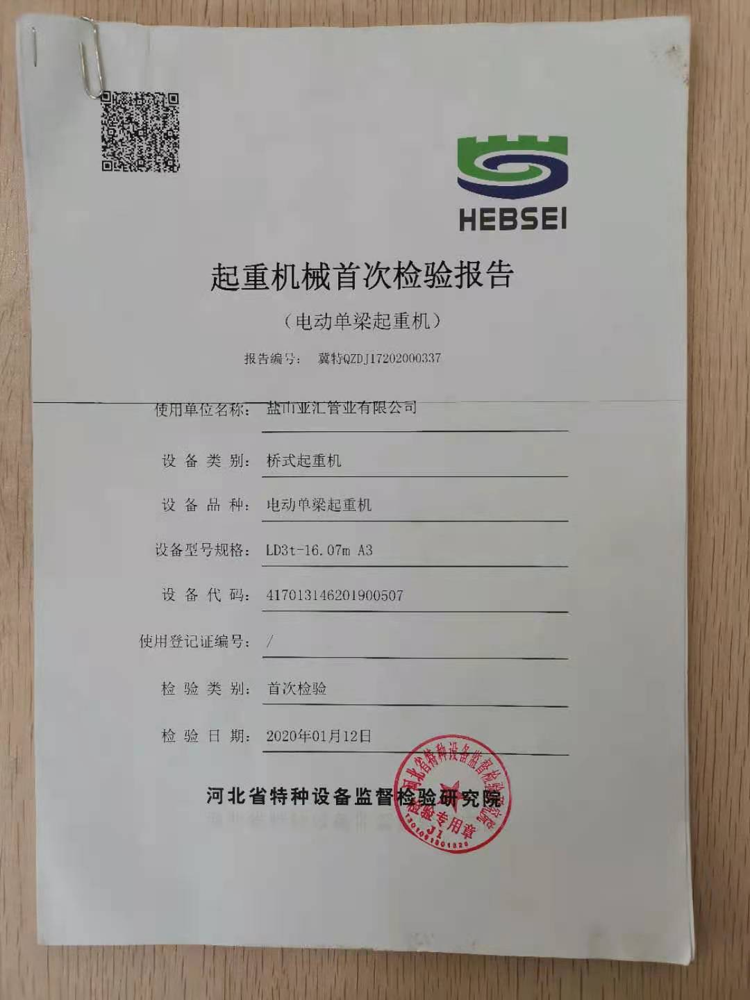 HEBSEI
起重机械首次检验报告
（电动单梁起重机）
报告编号： 冀特QZDJ17202000337
使用单位名称： 盐山亚汇管业有限公司
设备类别： 桥式起重机
设备品种： 电动单梁起重机
设备型号规格： LD3t-16.07m A3
设备代码： 417013146201900507
使用登记证编号： /
检验类别： 首次检验
检验日期： 2020年01月12日
河北省特种设备监督检验研究院
河北省特种设备监督检验研究院
检验专用章
J1